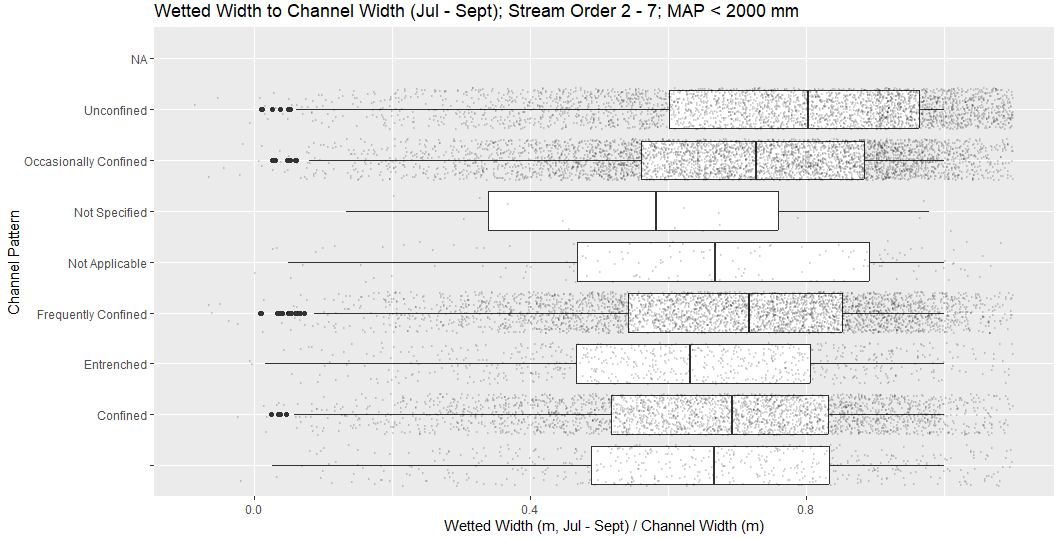 Wetted Width to Channel Width (Jul - Sept); Stream Order 2 - 7; MAP < 2000 mm
Channel Pattern
NA
Unconfined
Occasionally Confined
Not Specified
Not Applicable
Frequently Confined
Entrenched
Confined
0.0
0.4
0.8
Wetted Width (m, Jul - Sept) / Channel Width (m)